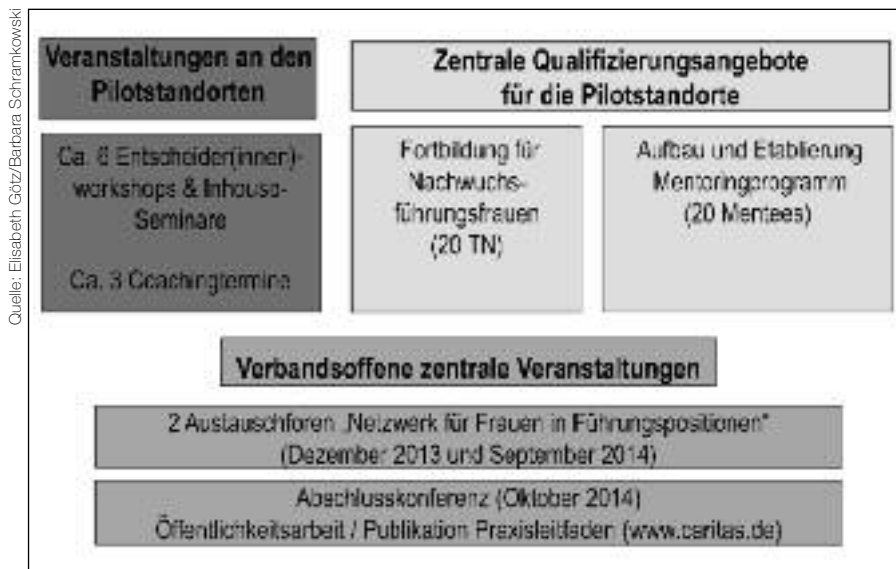 Quelle: Elisabeth Götz/Barbara Schramkowski
Veranstaltungen an den
Pilotstandorten
Ca. 6 Entscheider(innen)-
workshops & Inhouse-
Seminare
Ca. 3 Coachingtermine
Zentrale Qualifizierungsangebote
für die Pilotstandorte
Fortbildung für
Nachwuchs-
führungsfrauen
(20 TN)
Aufbau und Etablierung
Mentoringprogramm
(20 Mentees)
Verbandsoffene zentrale Veranstaltungen
2 Austauschforen „Netzwerk für Frauen in Führungspositionen“
(Dezember 2013 und September 2014)
Abschlusskonferenz (Oktober 2014)
Öffentlichkeitsarbeit / Publikation Praxisleitfaden (www.caritas.de)